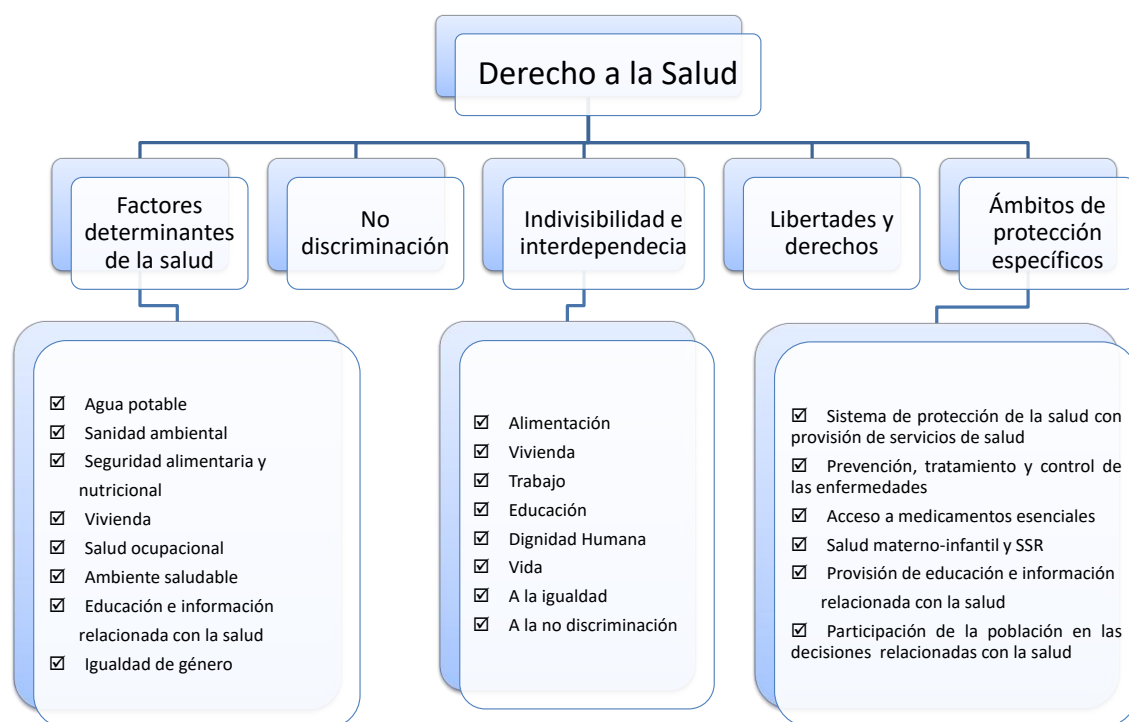 Derecho a la Salud
Factores
determinantes
de la salud
No
discriminación
Indivisibilidad e
interdependecia
Libertades y
derechos
Ámbitos de
protección
específicos
☑ Agua potable
☑ Sanidad ambiental
☑ Seguridad alimentaria y
nutricional
☑ Vivienda
☑ Salud ocupacional
☑ Ambiente saludable
☑ Educación e información
relacionada con la salud
☑ Igualdad de género
☑ Alimentación
☑ Vivienda
☑ Trabajo
☑ Educación
☑ Dignidad Humana
☑ Vida
☑ A la igualdad
☑ A la no discriminación
☑ Sistema de protección de la salud con
provisión de servicios de salud
☑ Prevención, tratamiento y control de
las enfermedades
☑ Acceso a medicamentos esenciales
☑ Salud materno-infantil y SSR
☑ Provisión de educación e información
relacionada con la salud
☑ Participación de la población en las
decisiones relacionadas con la salud